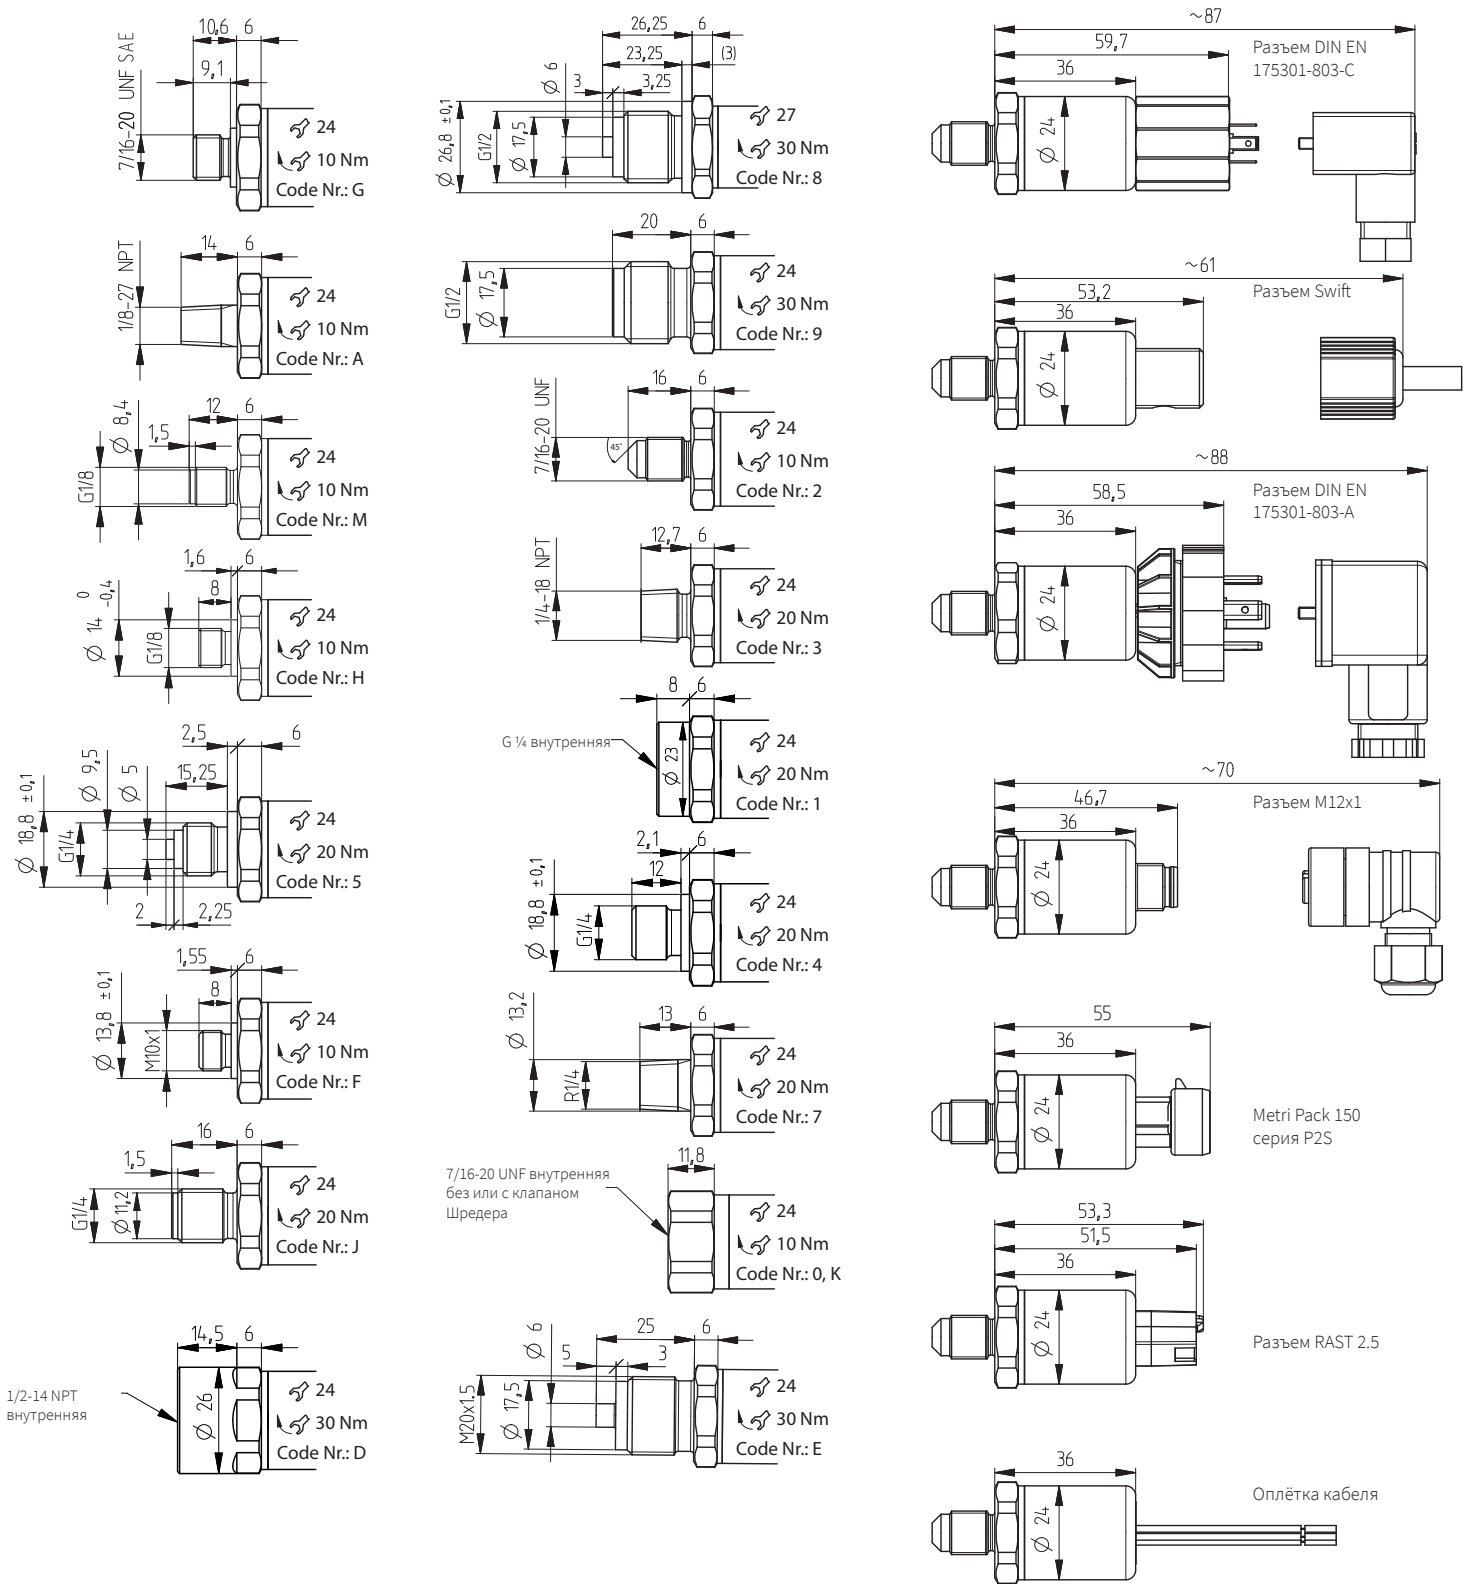 10,6 6
9,1
7/16-20 UNF SAE
24
10 Nm
Code Nr.: G
14 6
1/8-27 NPT
24
10 Nm
Code Nr.: A
12 6
Ø 8,4
1,5
G1/8
24
10 Nm
Code Nr.: M
1,6 6
8
Ø 14 0 -0,4
G1/8
24
10 Nm
Code Nr.: H
2,5 6
15,25
Ø 9,5
Ø 5
Ø 18,8 ±0,1
G1/4
2 2,25
24
20 Nm
Code Nr.: 5
1,55 6
8
Ø 13,8 ±0,1
M10x1
24
10 Nm
Code Nr.: F
16 6
1,5
G1/4
Ø 11,2
24
20 Nm
Code Nr.: J
14,5 6
1/2-14 NPT
внутренняя
Ø 26
24
30 Nm
Code Nr.: D
26,25 6
23,25 (3)
Ø 6
3 3,25
Ø 26,8 ±0,1
G1/2
Ø 17,5
27
30 Nm
Code Nr.: 8
20 6
G1/2
Ø 17,5
24
30 Nm
Code Nr.: 9
16 6
7/16-20 UNF
45°
24
10 Nm
Code Nr.: 2
12,7 6
1/4-18 NPT
24
20 Nm
Code Nr.: 3
8 6
G ¼ внутренняя
Ø 23
24
20 Nm
Code Nr.: 1
2,1 6
12
Ø 18,8 ±0,1
G1/4
24
20 Nm
Code Nr.: 4
13 6
Ø 13,2
R1/4
24
20 Nm
Code Nr.: 7
11,8
7/16-20 UNF внутренняя
без или с клапаном
Шредера
24
10 Nm
Code Nr.: 0, K
25 6
Ø 6
5 3
M20x1.5
Ø 17,5
24
30 Nm
Code Nr.: E
~87
59,7
36
Ø 24
Разъем DIN EN
175301-803-C
~61
53,2
36
Ø 24
Разъем Swift
~88
58,5
36
Ø 24
Разъем DIN EN
175301-803-A
~70
46,7
36
Ø 24
Разъем M12x1
55
36
Ø 24
Metri Pack 150
серия P2S
53,3
51,5
36
Ø 24
Разъем RAST 2.5
36
Ø 24
Оплётка кабеля